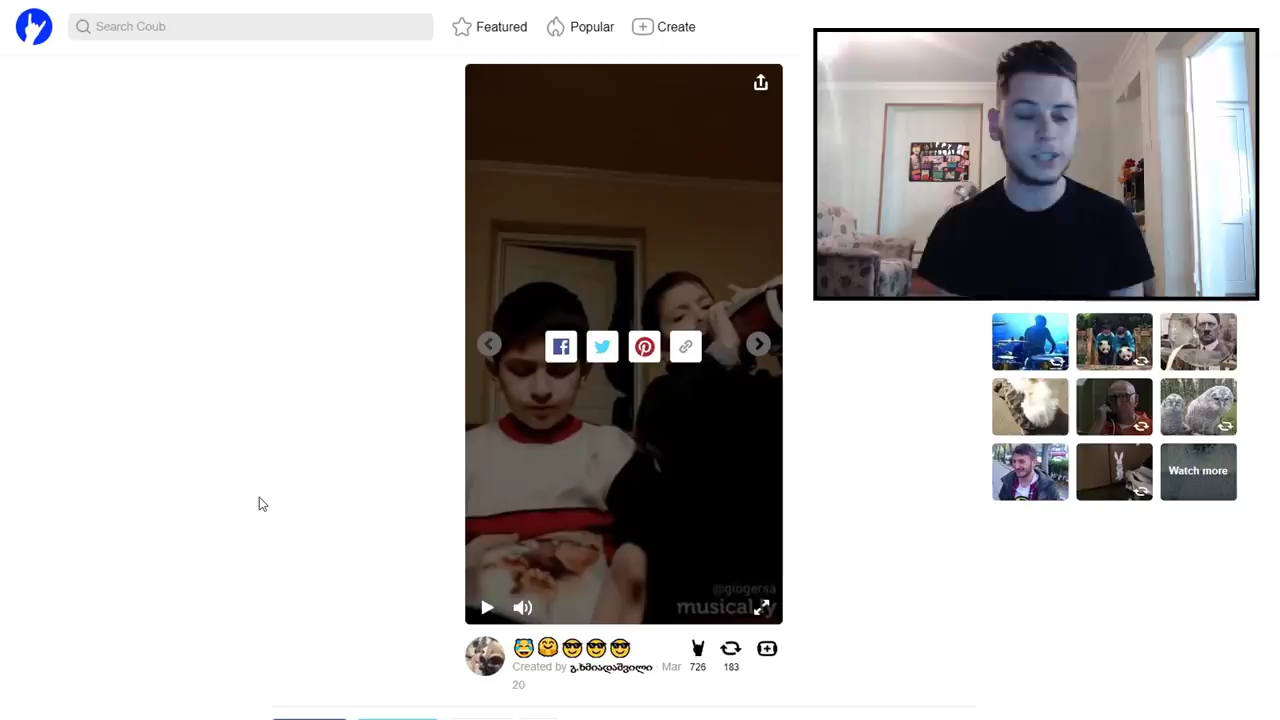 Search Coub
Featured
Popular
Create
@giogersa
musical.ly
Created by გ.ხმიადაშვილი Mar
20
726
183
Watch more